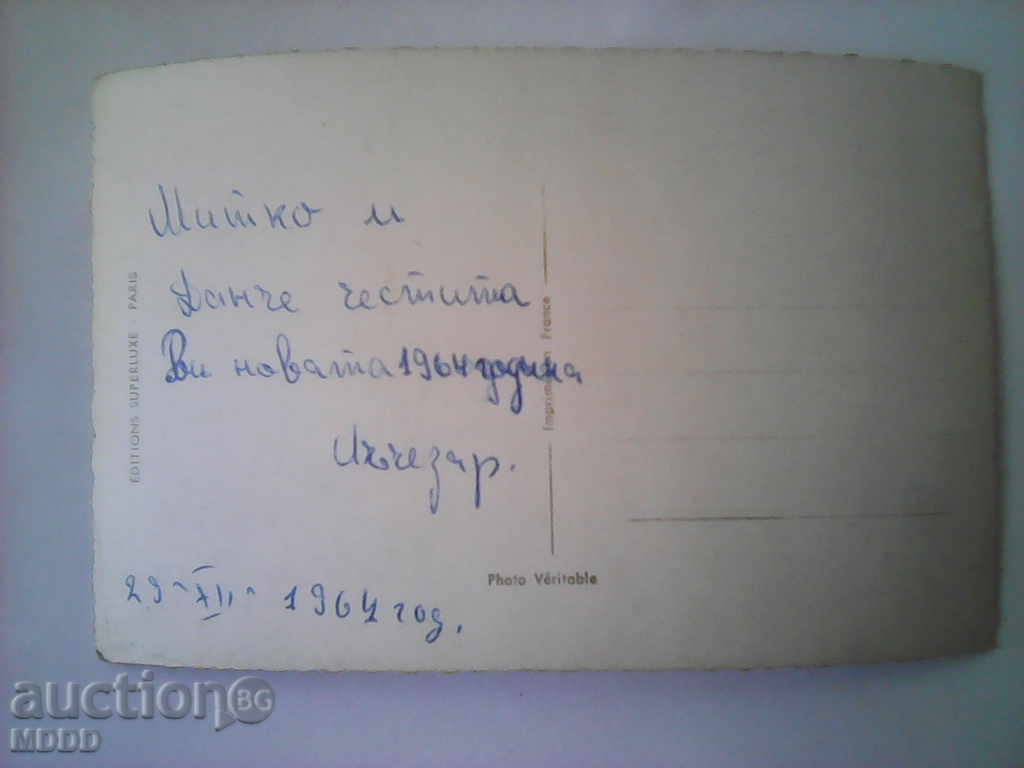 Митко и
Данче честита
Ви новата 1964 година
Лъчезар.
29-XII-1964 год.
EDITIONS SUPERLUXE - PARIS
Imprimé en France
Photo Véritable
auction BG
MDDD